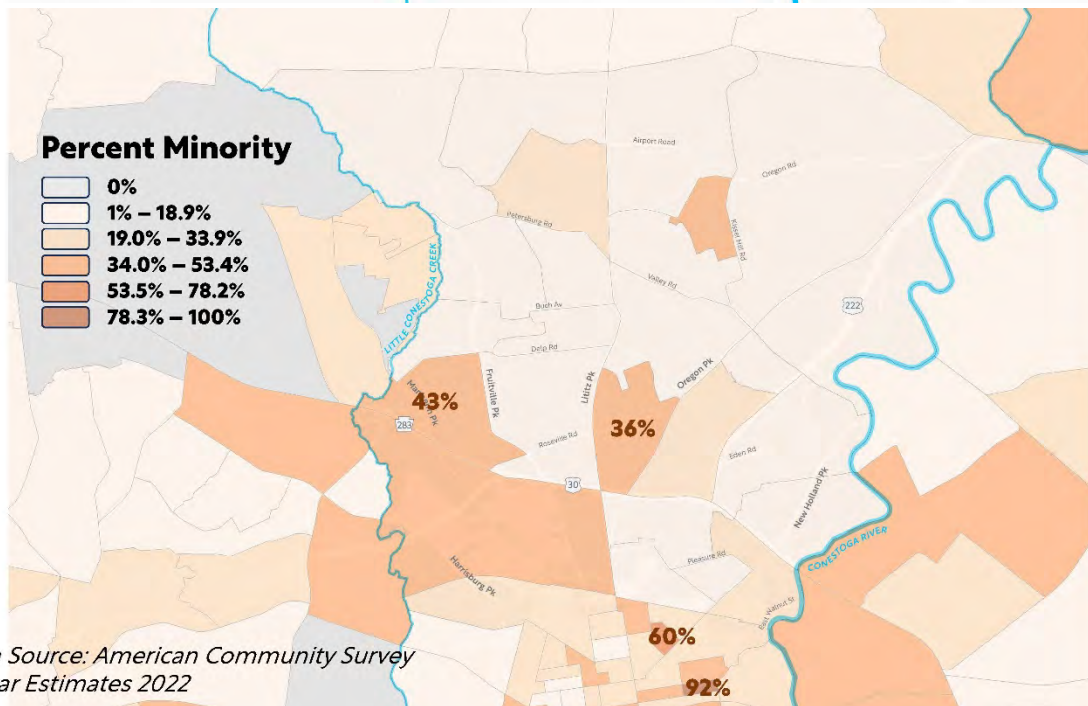 Percent Minority
0%
1% – 18.9%
19.0% – 33.9%
34.0% – 53.4%
53.5% – 78.2%
78.3% – 100%
Airport Road
Oregon Rd
Petersburg Rd
Kissel Hill Rd
Valley Rd
LITTLE CONESTOGA CREEK
222
Bush Av
Delp Rd
Fruitville Pk
Lititz Pk
Oregon Pk
43%
283
36%
Roseville Rd
Eden Rd
30
New Holland Pk
CONESTOGA RIVER
Pleasure Rd
Harrisburg Pk
East Walnut St
60%
92%
Source: American Community Survey
ar Estimates 2022